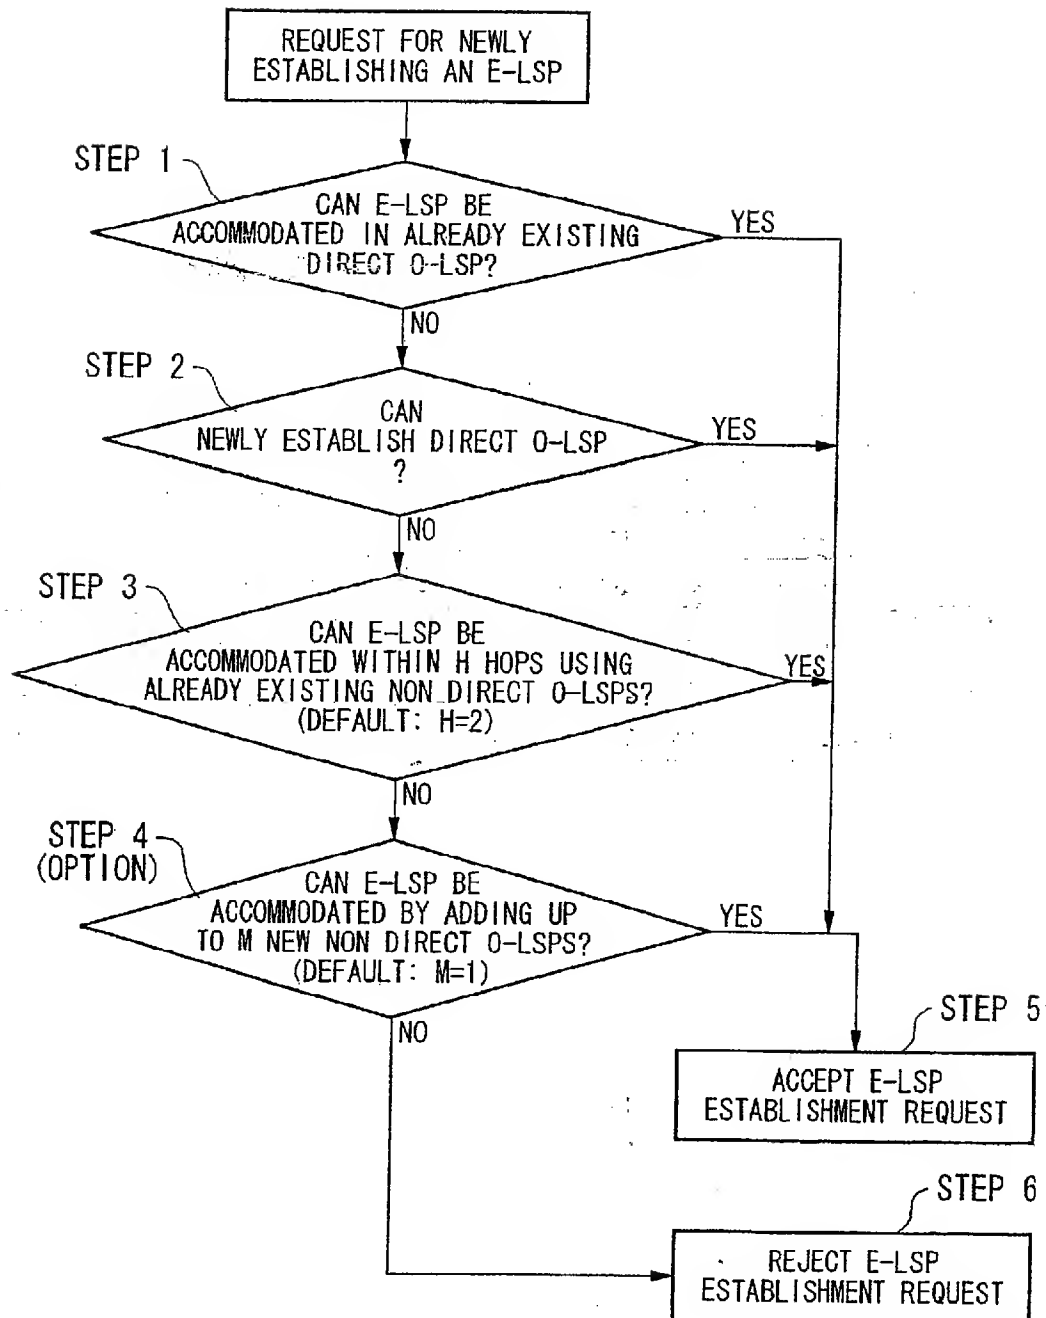 REQUEST FOR NEWLY
ESTABLISHING AN E-LSP
STEP 1
CAN E-LSP BE
ACCOMMODATED IN ALREADY EXISTING
DIRECT O-LSP?
YES
NO
STEP 2
CAN
NEWLY ESTABLISH DIRECT O-LSP
?
YES
NO
STEP 3
CAN E-LSP BE
ACCOMMODATED WITHIN H HOPS USING
ALREADY EXISTING NON DIRECT O-LSPS?
(DEFAULT: H=2)
YES
NO
STEP 4
(OPTION)
CAN E-LSP BE
ACCOMMODATED BY ADDING UP
TO M NEW NON DIRECT O-LSPS?
(DEFAULT: M=1)
YES
NO
STEP 5
ACCEPT E-LSP
ESTABLISHMENT REQUEST
STEP 6
REJECT E-LSP
ESTABLISHMENT REQUEST